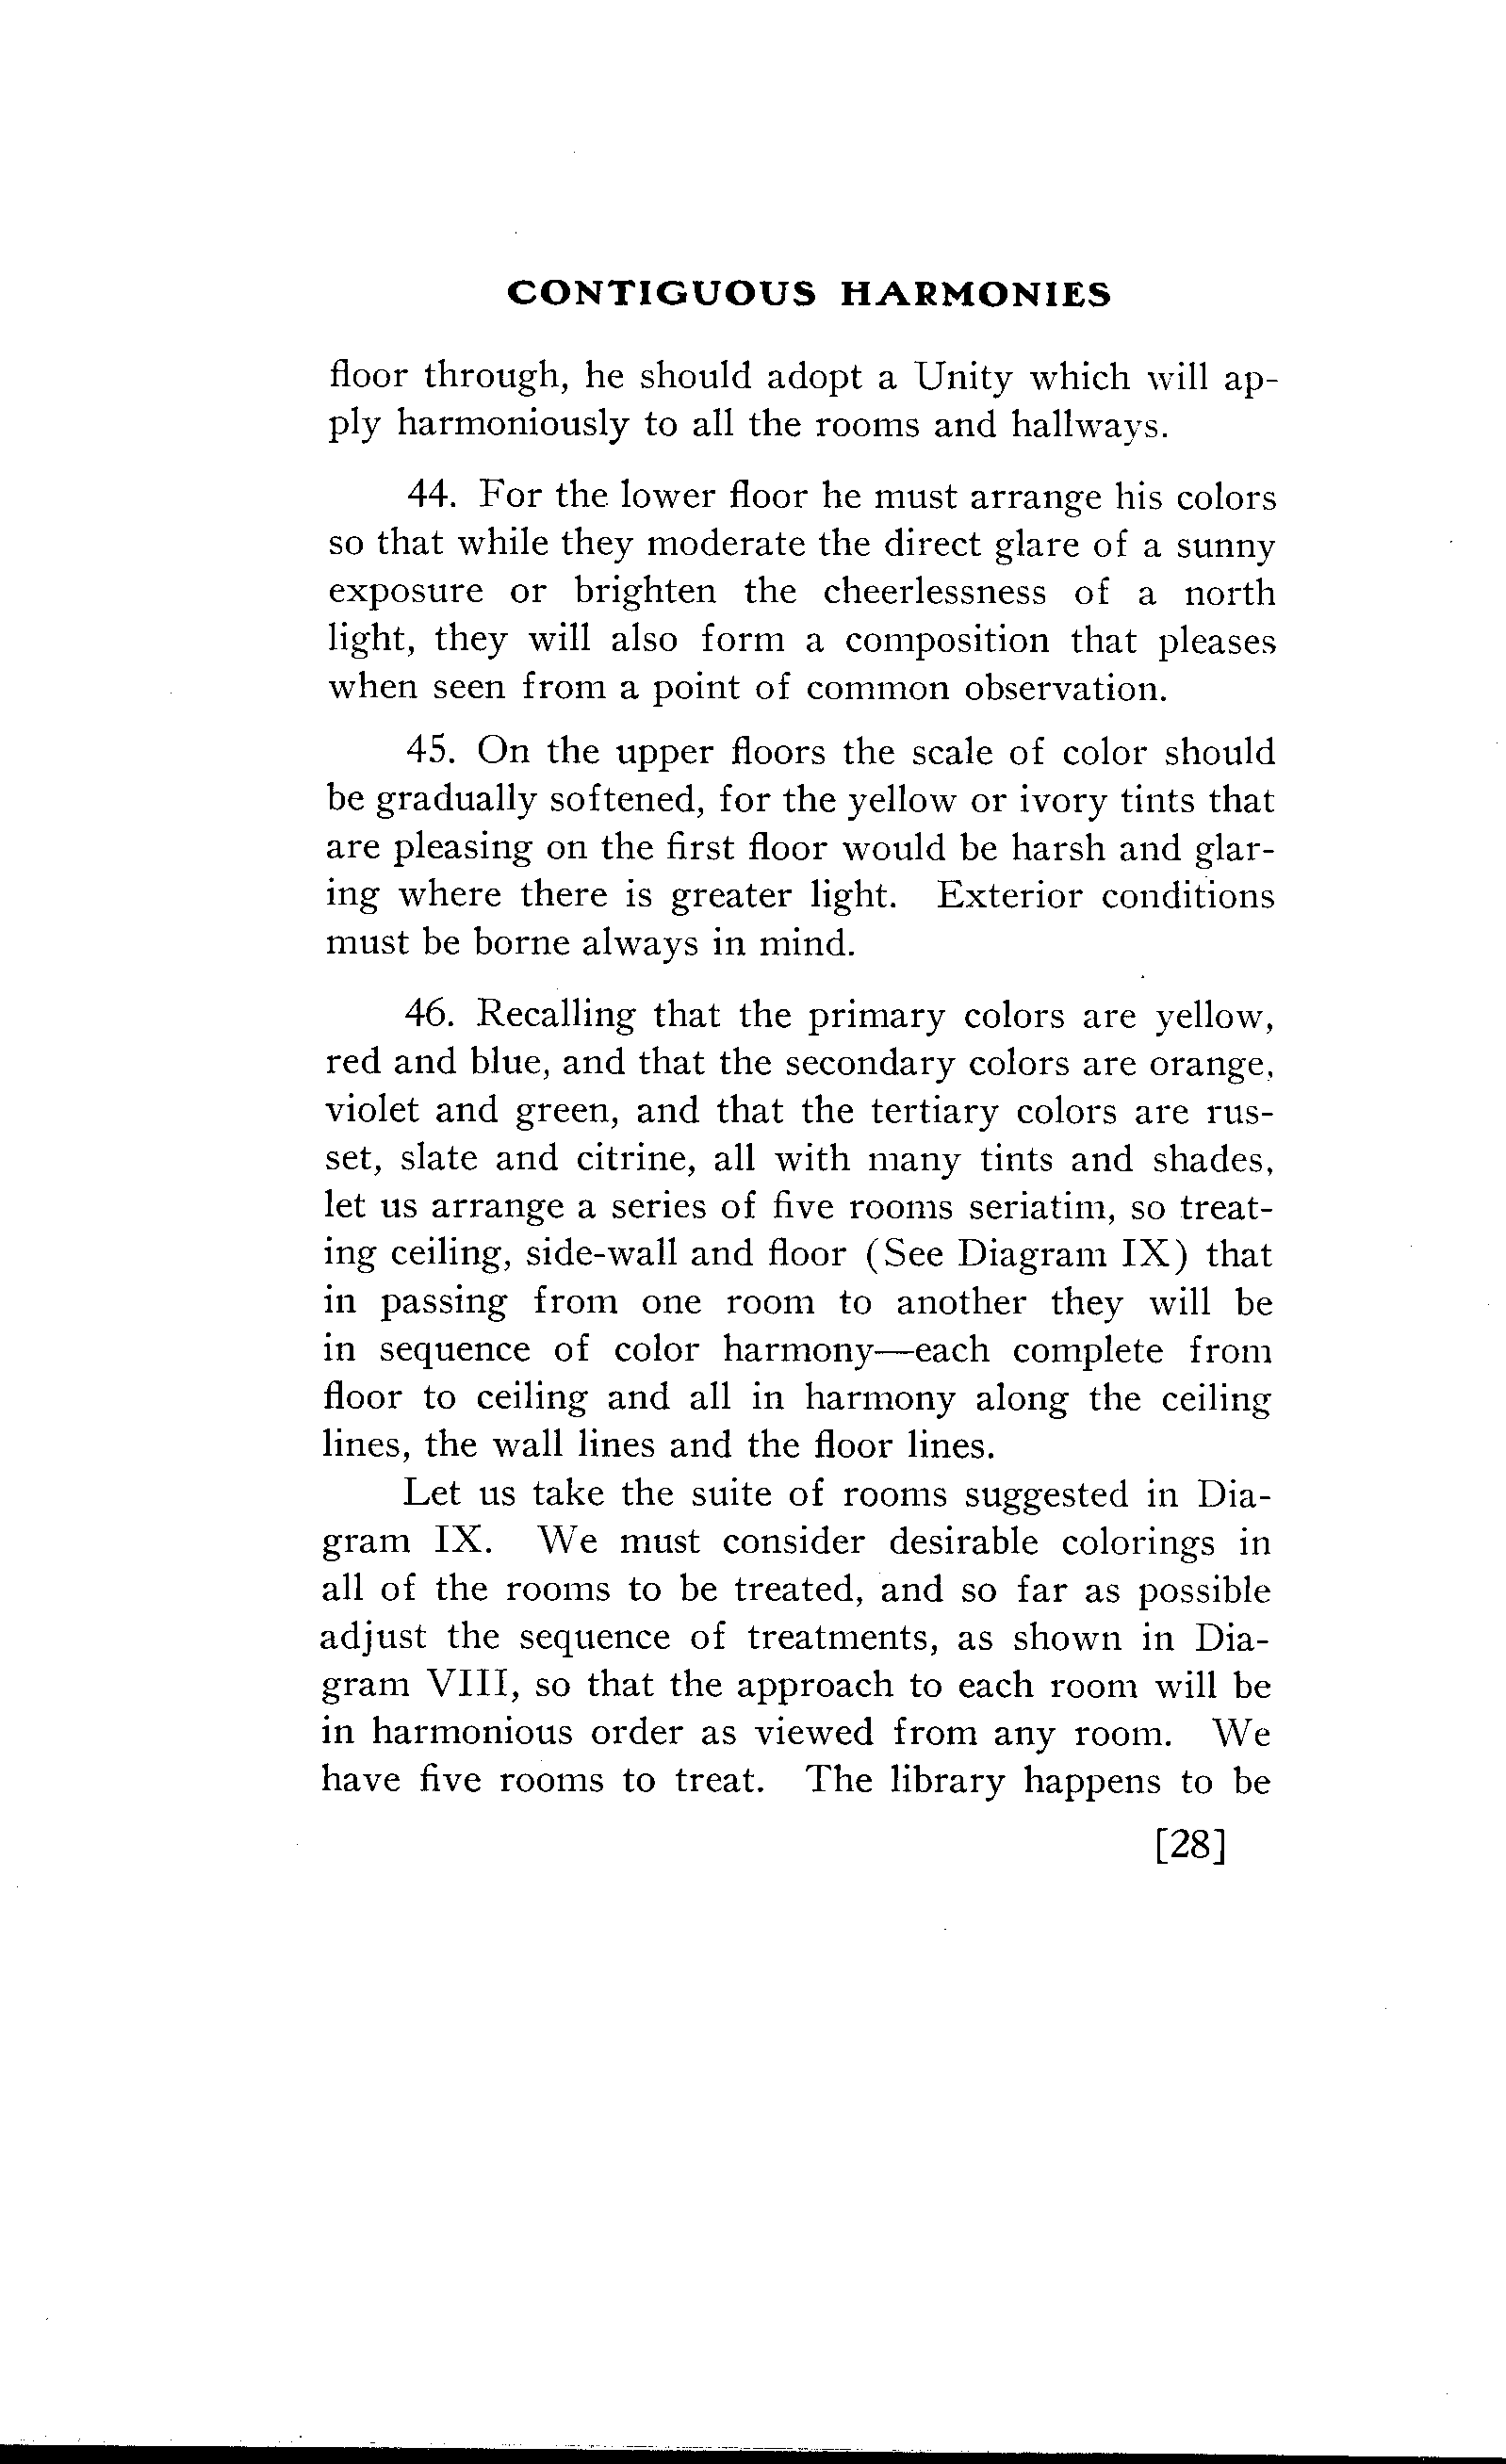 CONTIGUOUS HARMONIES
floor through, he should adopt a Unity which will ap-
ply harmoniously to all the rooms and hallways.
44. For the lower floor he must arrange his colors
so that while they moderate the direct glare of a sunny
exposure or brighten the cheerlessness of a north
light, they will also form a composition that pleases
when seen from a point of common observation.
45. On the upper floors the scale of color should
be gradually softened, for the yellow or ivory tints that
are pleasing on the first floor would be harsh and glar-
ing where there is greater light. Exterior conditions
must be borne always in mind.
46. Recalling that the primary colors are yellow,
red and blue, and that the secondary colors are orange,
violet and green, and that the tertiary colors are rus-
set, slate and citrine, all with many tints and shades,
let us arrange a series of five rooms seriatim, so treat-
ing ceiling, side-wall and floor (See Diagram IX) that
in passing from one room to another they will be
in sequence of color harmony—each complete from
floor to ceiling and all in harmony along the ceiling
lines, the wall lines and the floor lines.
Let us take the suite of rooms suggested in Dia-
gram IX. We must consider desirable colorings in
all of the rooms to be treated, and so far as possible
adjust the sequence of treatments, as shown in Dia-
gram VIII, so that the approach to each room will be
in harmonious order as viewed from any room. We
have five rooms to treat. The library happens to be
[28]